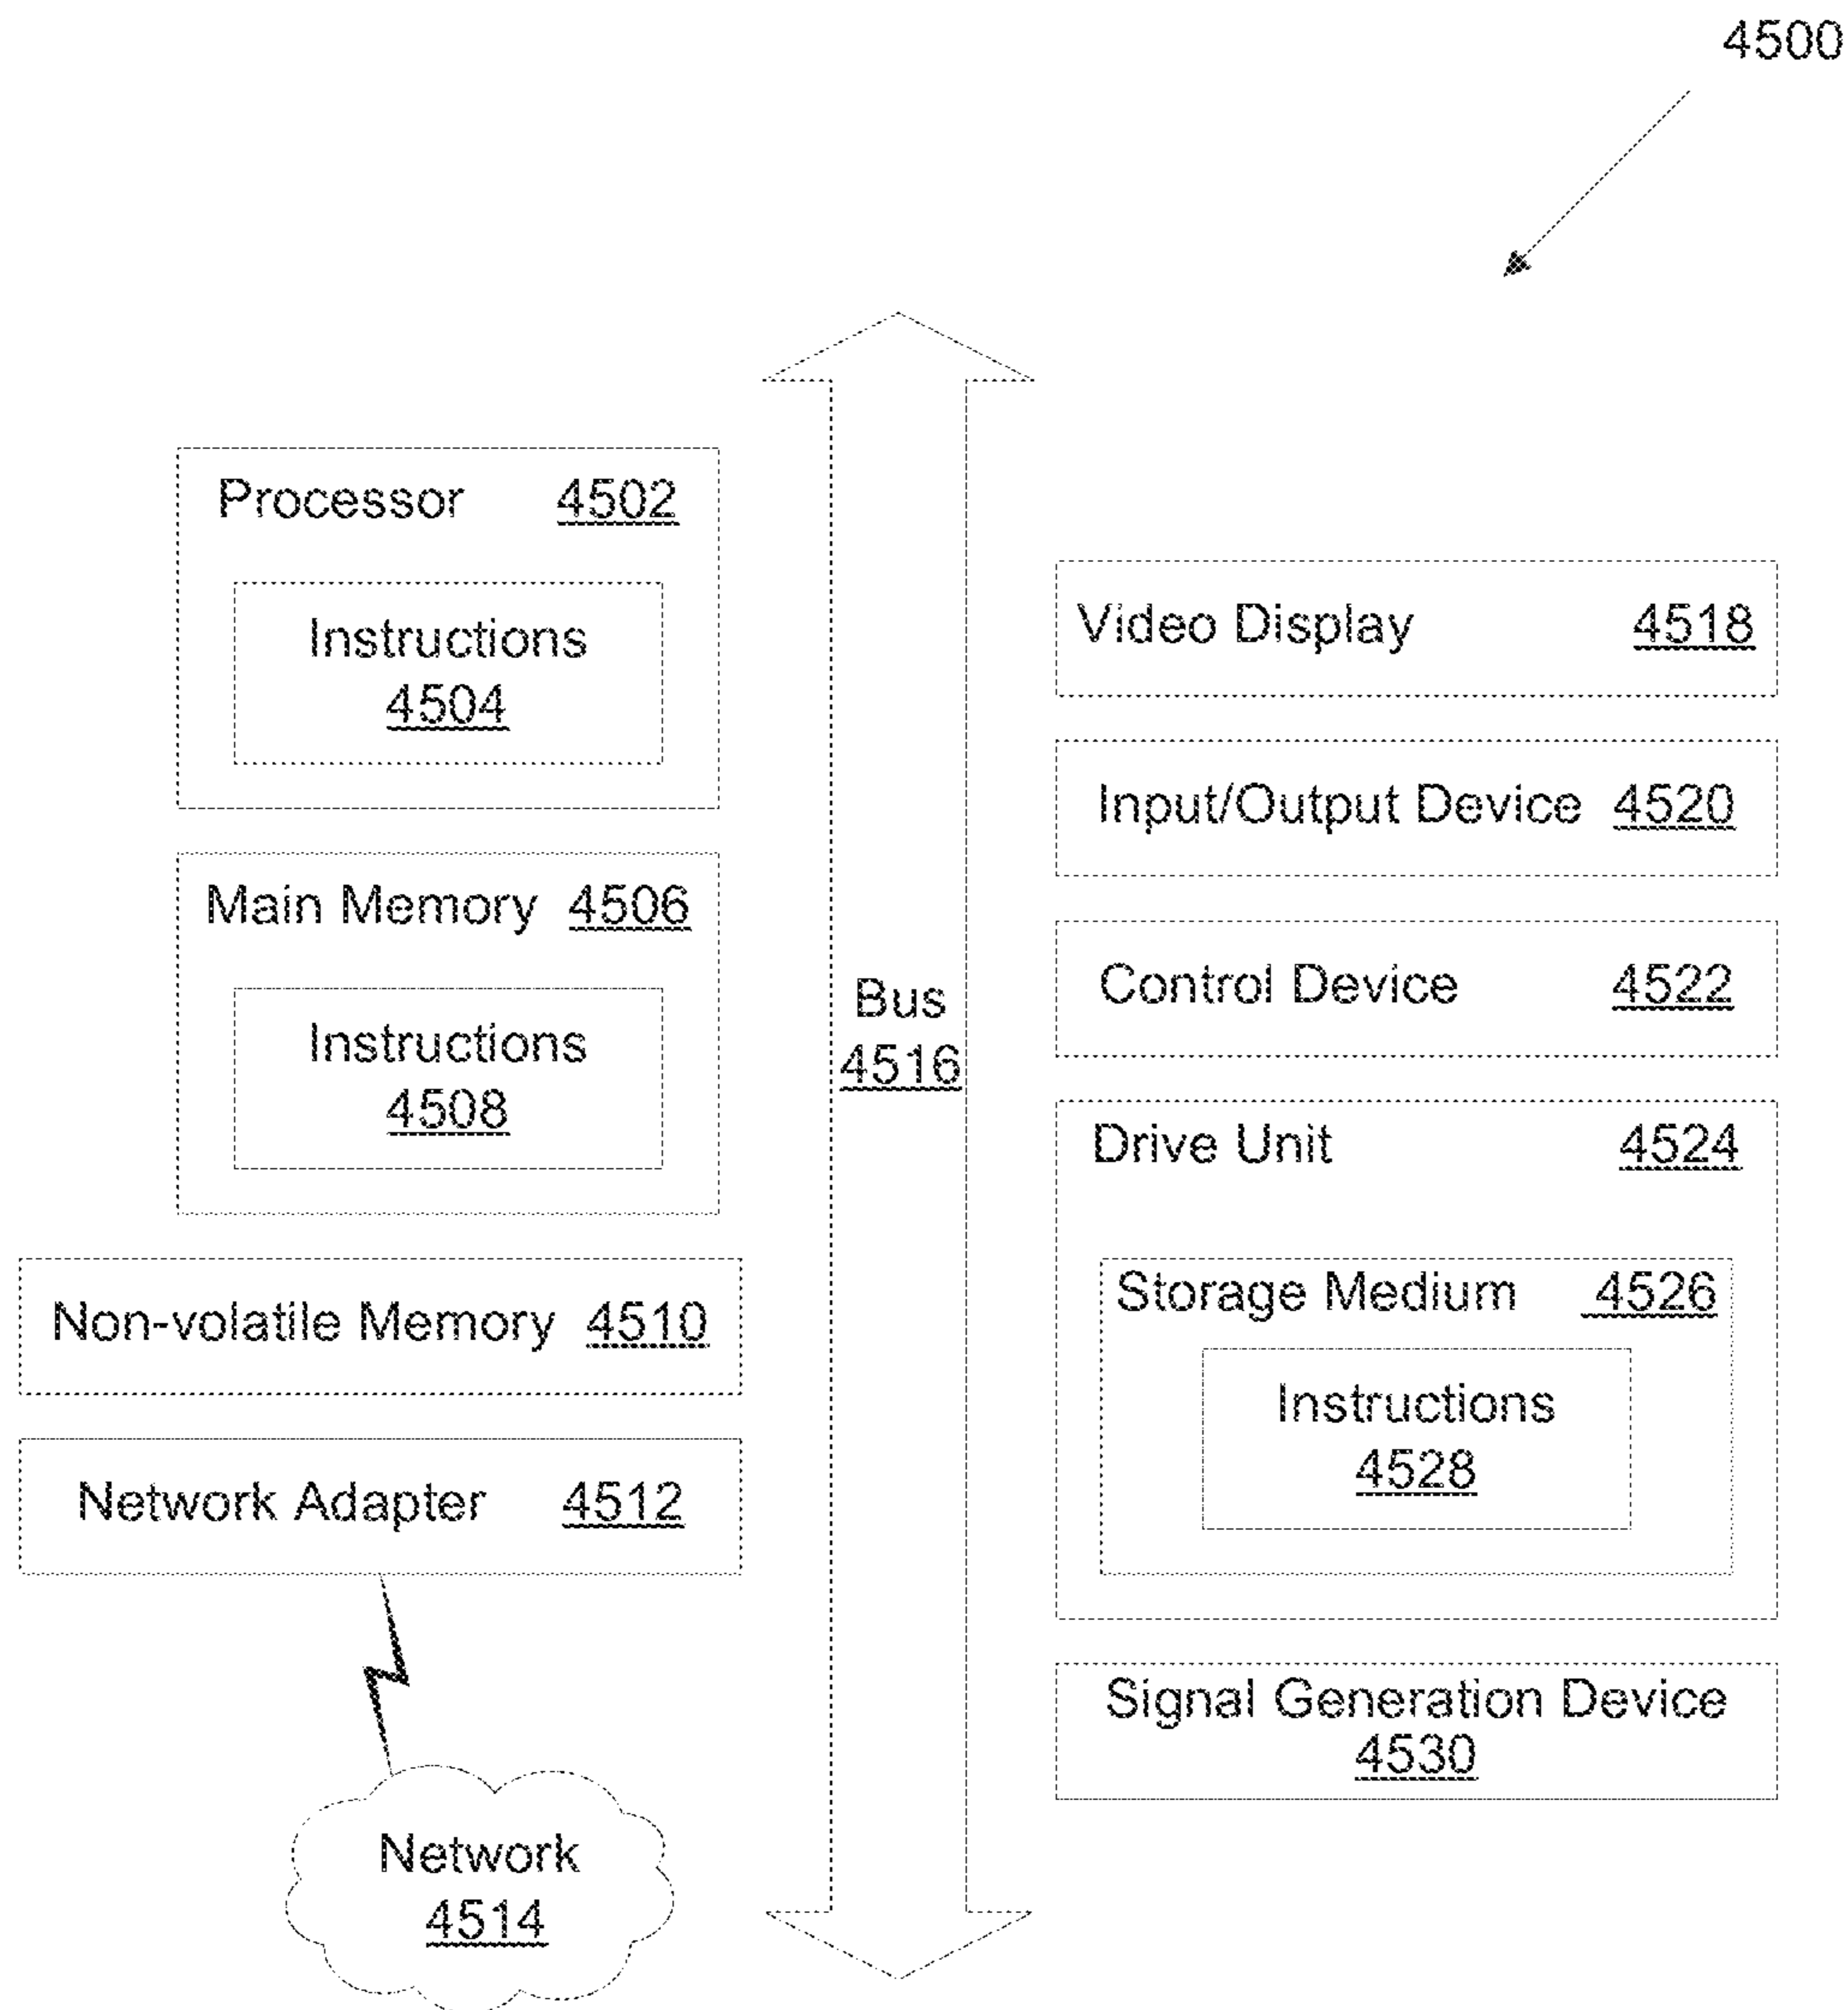 4500
Processor 4502
Instructions
4504
Main Memory 4506
Instructions
4508
Non-volatile Memory 4510
Network Adapter 4512
Network
4514
Bus
4516
Video Display 4518
Input/Output Device 4520
Control Device 4522
Drive Unit 4524
Storage Medium 4526
Instructions
4528
Signal Generation Device
4530